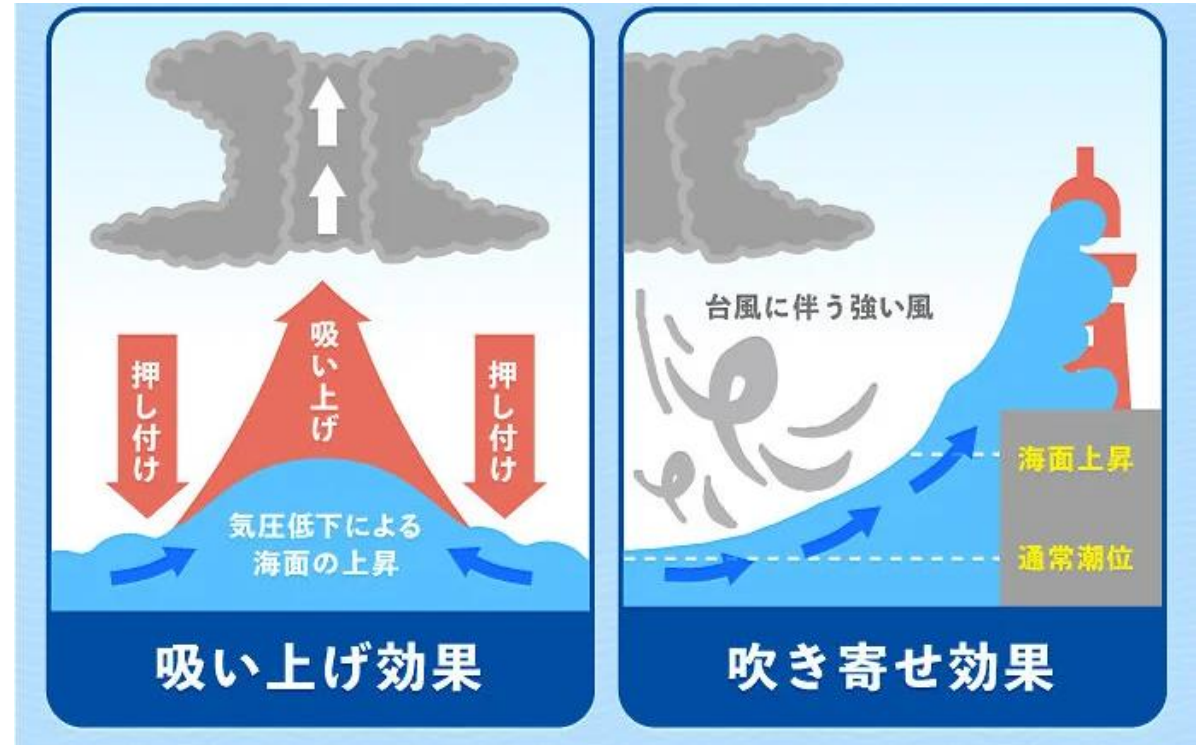 吸い上げ
押し付け
押し付け
気圧低下による
海面の上昇
吸い上げ効果
台風に伴う強い風
海面上昇
通常潮位
吹き寄せ効果